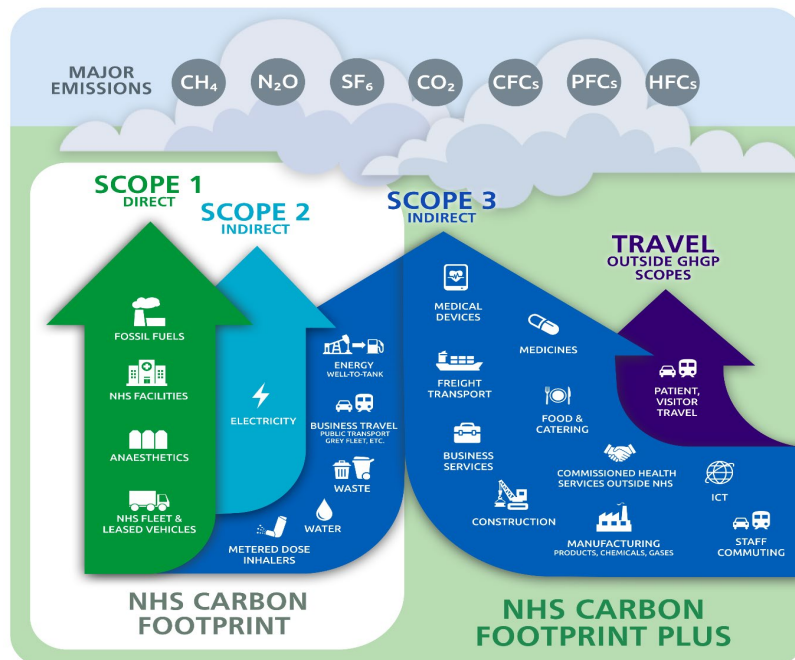 MAJOR
EMISSIONS
CH₄
N₂O
SF₆
CO₂
CFCs
PFCs
HFCs
SCOPE 1
DIRECT
SCOPE 2
INDIRECT
SCOPE 3
INDIRECT
TRAVEL
OUTSIDE GHGP
SCOPES
FOSSIL FUELS
NHS FACILITIES
ANAESTHETICS
NHS FLEET &
LEASED VEHICLES
ELECTRICITY
ENERGY
WELL-TO-TANK
BUSINESS TRAVEL
PUBLIC TRANSPORT
GREY FLEET, ETC.
WASTE
WATER
METERED DOSE
INHALERS
MEDICAL
DEVICES
MEDICINES
FREIGHT
TRANSPORT
FOOD &
CATERING
BUSINESS
SERVICES
COMMISSIONED HEALTH
SERVICES OUTSIDE NHS
CONSTRUCTION
MANUFACTURING
PRODUCTS, CHEMICALS, GASES
ICT
STAFF
COMMUTING
PATIENT,
VISITOR
TRAVEL
NHS CARBON
FOOTPRINT
NHS CARBON
FOOTPRINT PLUS